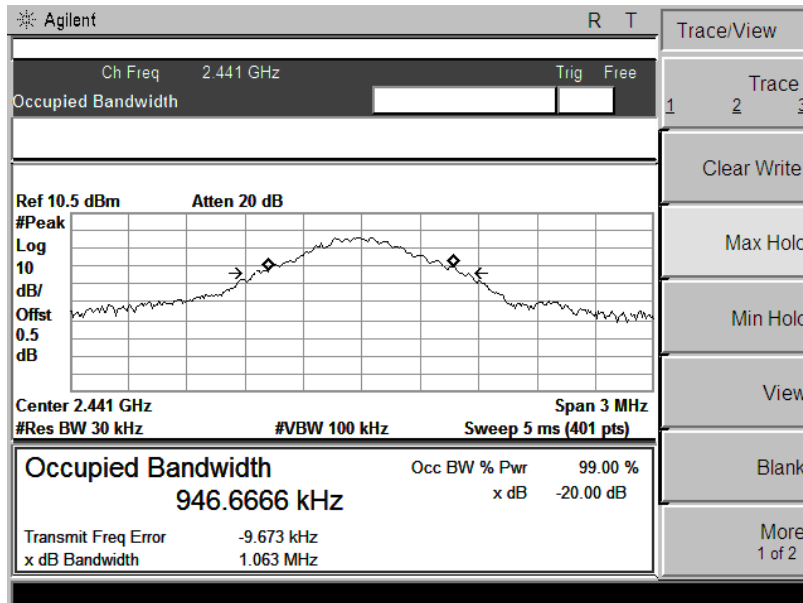 Agilent R T
Trace/View
Ch Freq 2.441 GHz Trig Free
Occupied Bandwidth
Trace
1 2 3
Clear Write
Ref 10.5 dBm Atten 20 dB
#Peak
Log
10
dB/
Offst
0.5
dB
Max Hold
Min Hold
View
Center 2.441 GHz Span 3 MHz
#Res BW 30 kHz #VBW 100 kHz Sweep 5 ms (401 pts)
Occupied Bandwidth
946.6666 kHz
Occ BW % Pwr 99.00 %
x dB -20.00 dB
Transmit Freq Error -9.673 kHz
x dB Bandwidth 1.063 MHz
Blank
More
1 of 2